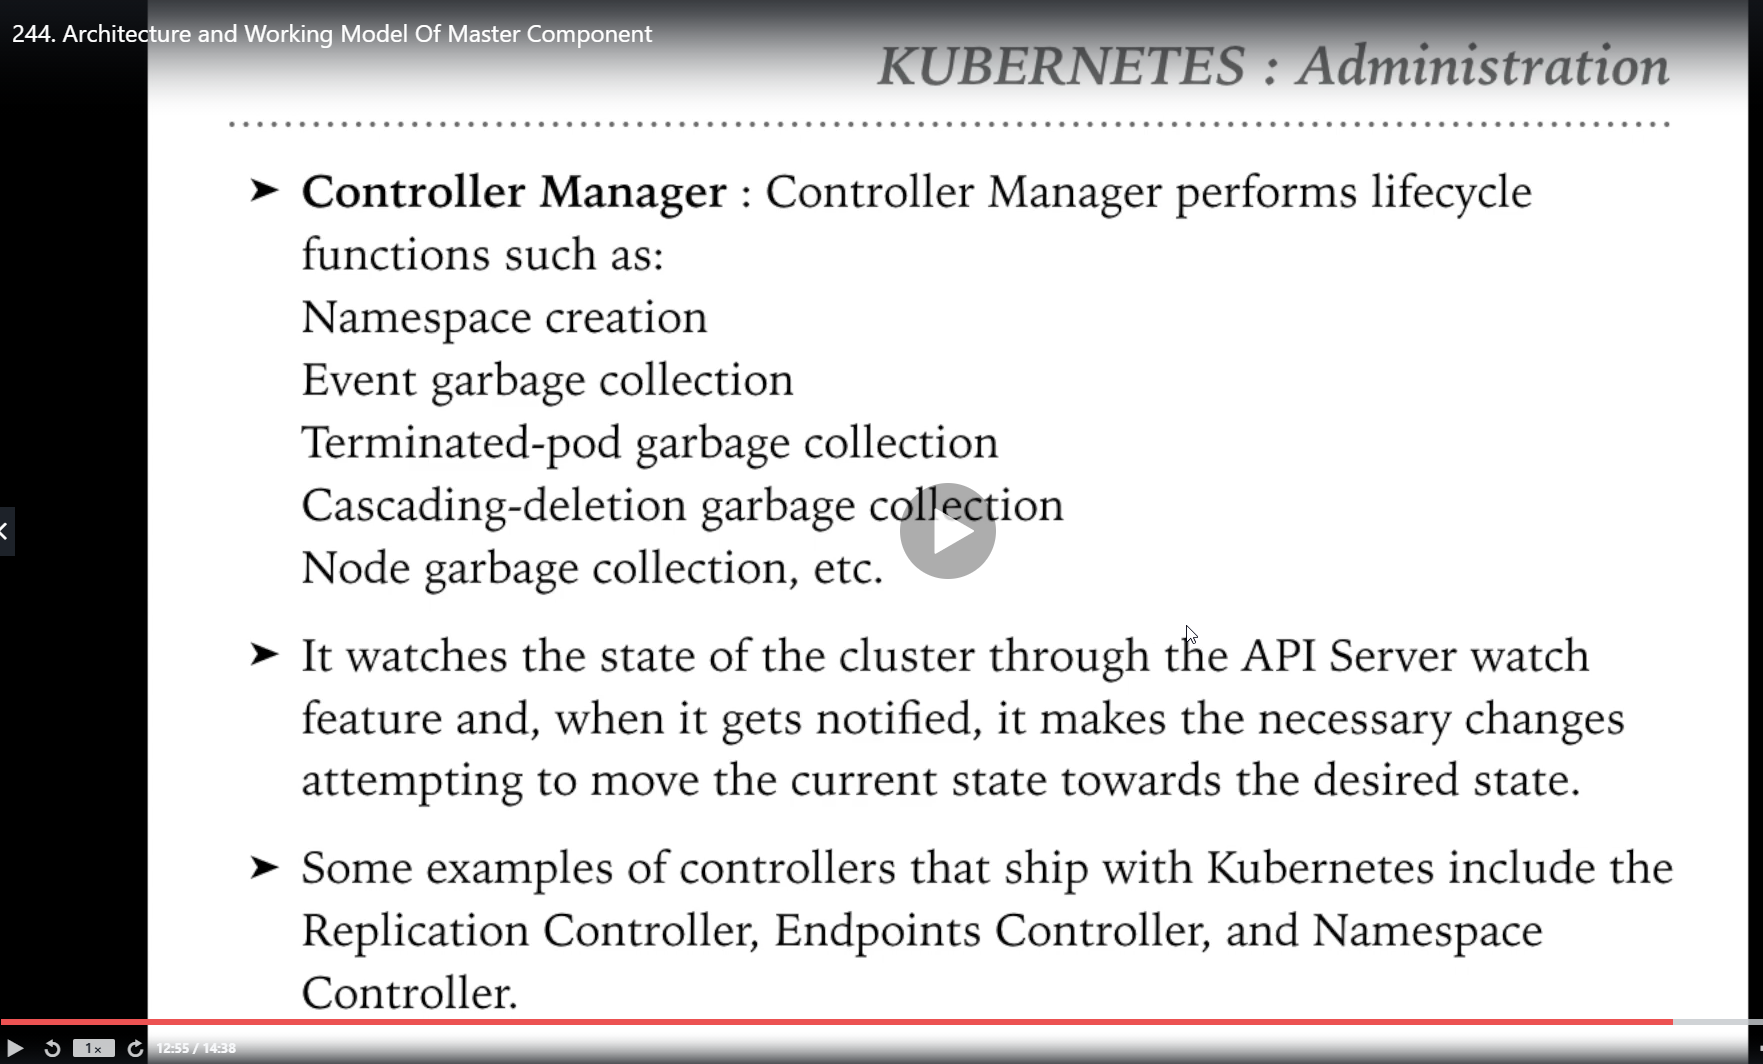 244. Architecture and Working Model Of Master Component
KUBERNETES : Administration
➤ Controller Manager : Controller Manager performs lifecycle
functions such as:
Namespace creation
Event garbage collection
Terminated-pod garbage collection
Cascading-deletion garbage collection
Node garbage collection, etc.
➤ It watches the state of the cluster through the API Server watch
feature and, when it gets notified, it makes the necessary changes
attempting to move the current state towards the desired state.
➤ Some examples of controllers that ship with Kubernetes include the
Replication Controller, Endpoints Controller, and Namespace
Controller.
1x 12:55 / 14:38